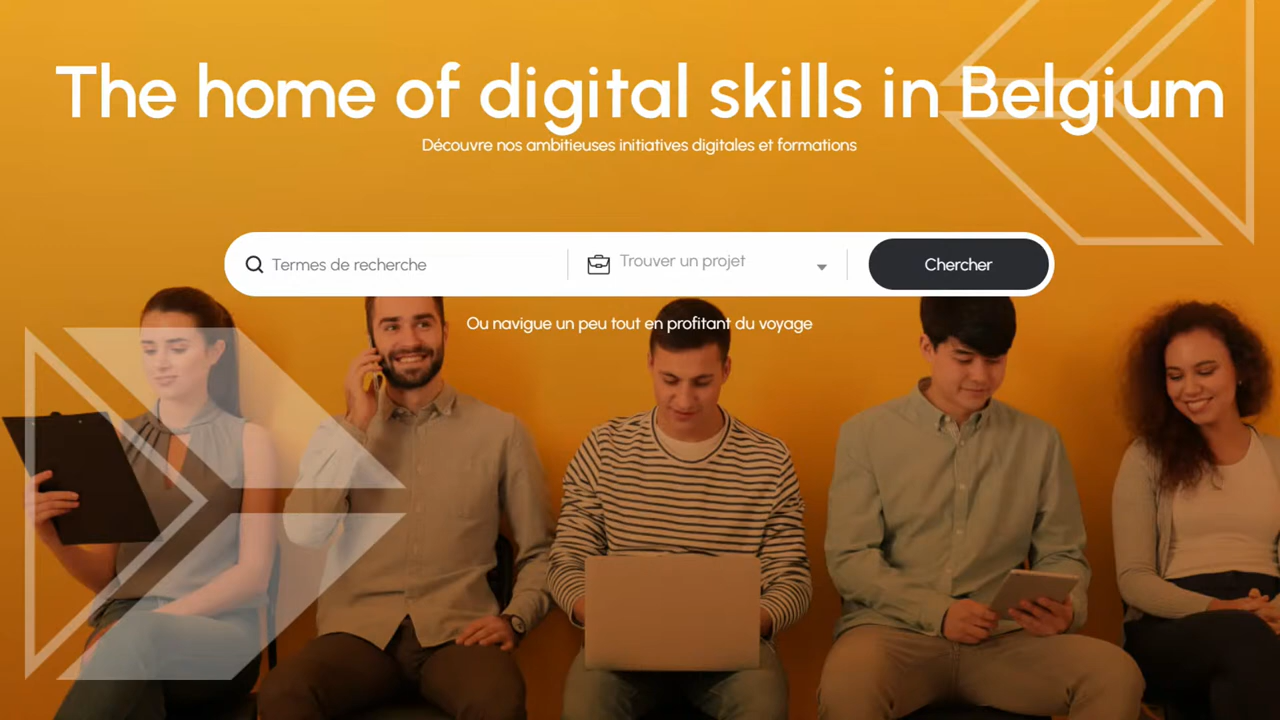 The home of digital skills in Belgium
Découvre nos ambitieuses initiatives digitales et formations
Termes de recherche
Trouver un projet
Chercher
Ou navigue un peu tout en profitant du voyage